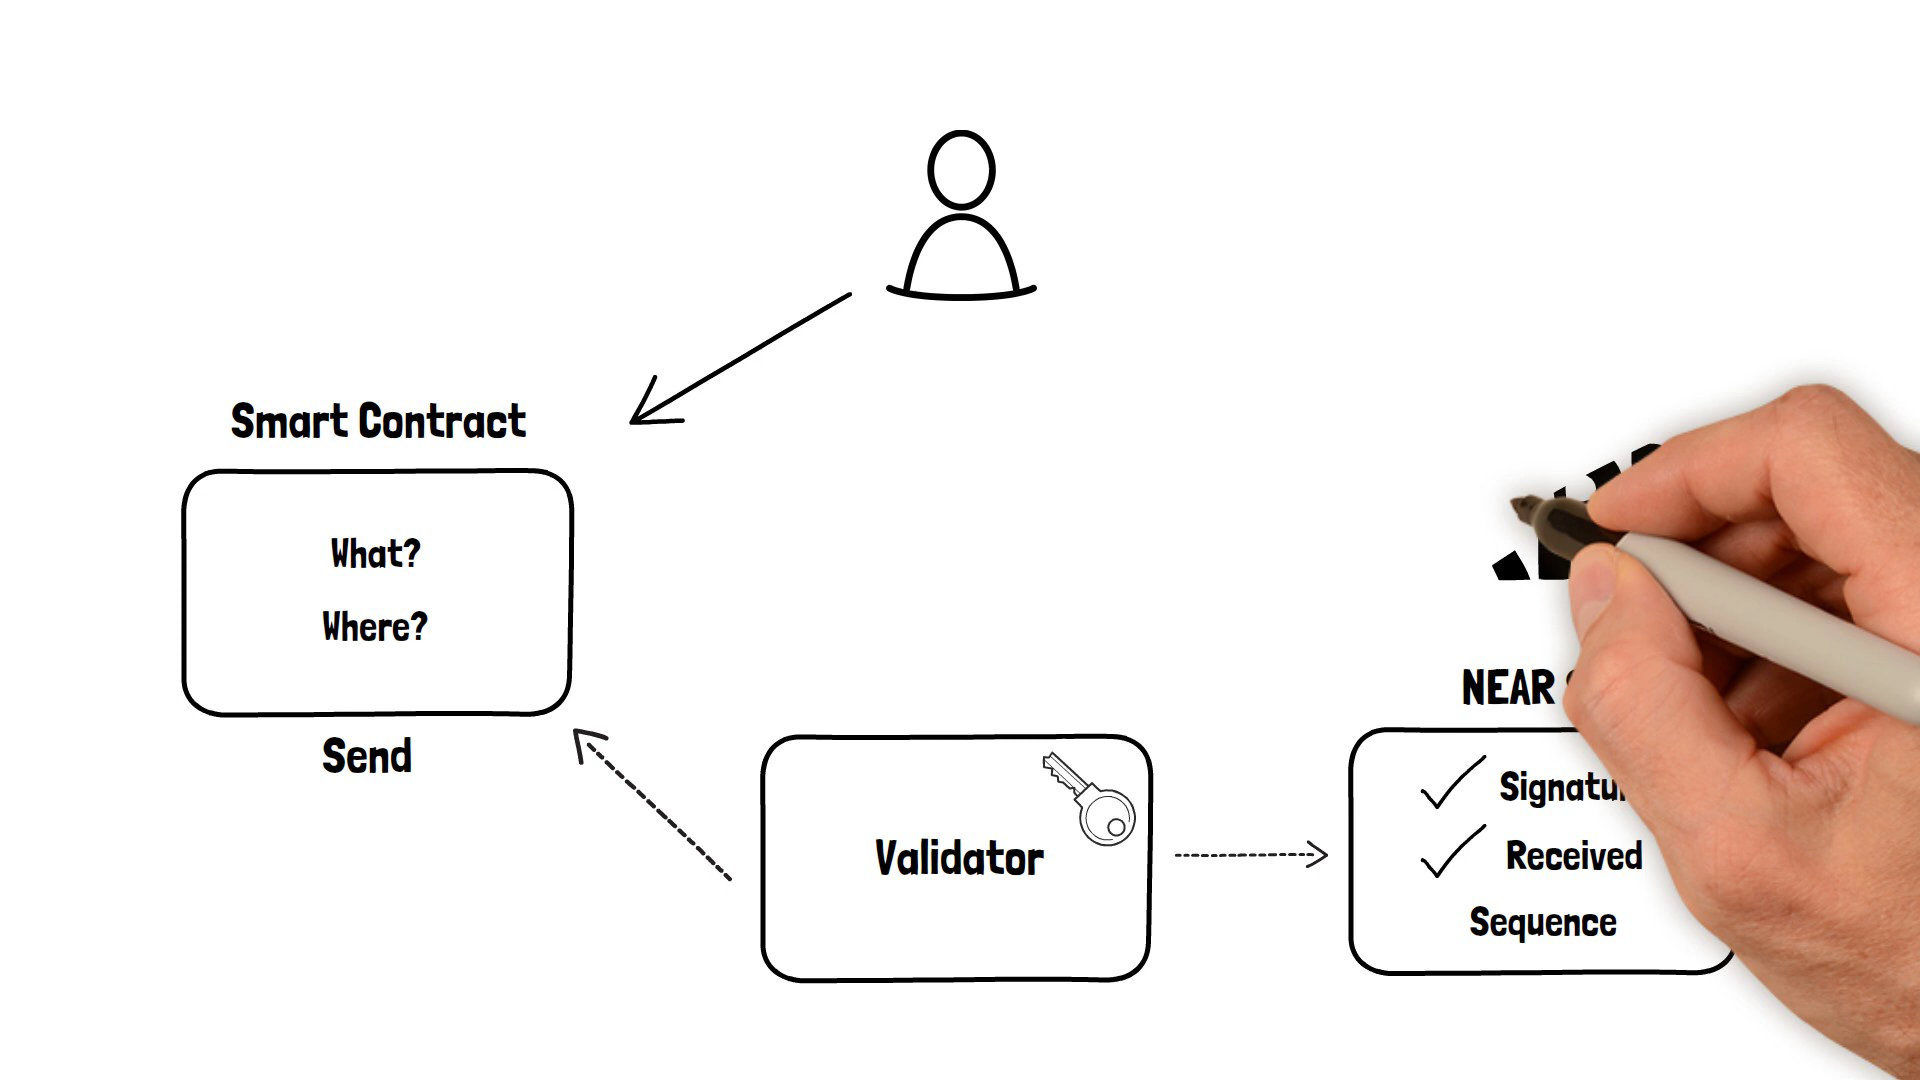 Smart Contract
What?
Where?
Send
Validator
NEAR
Received
Sequence